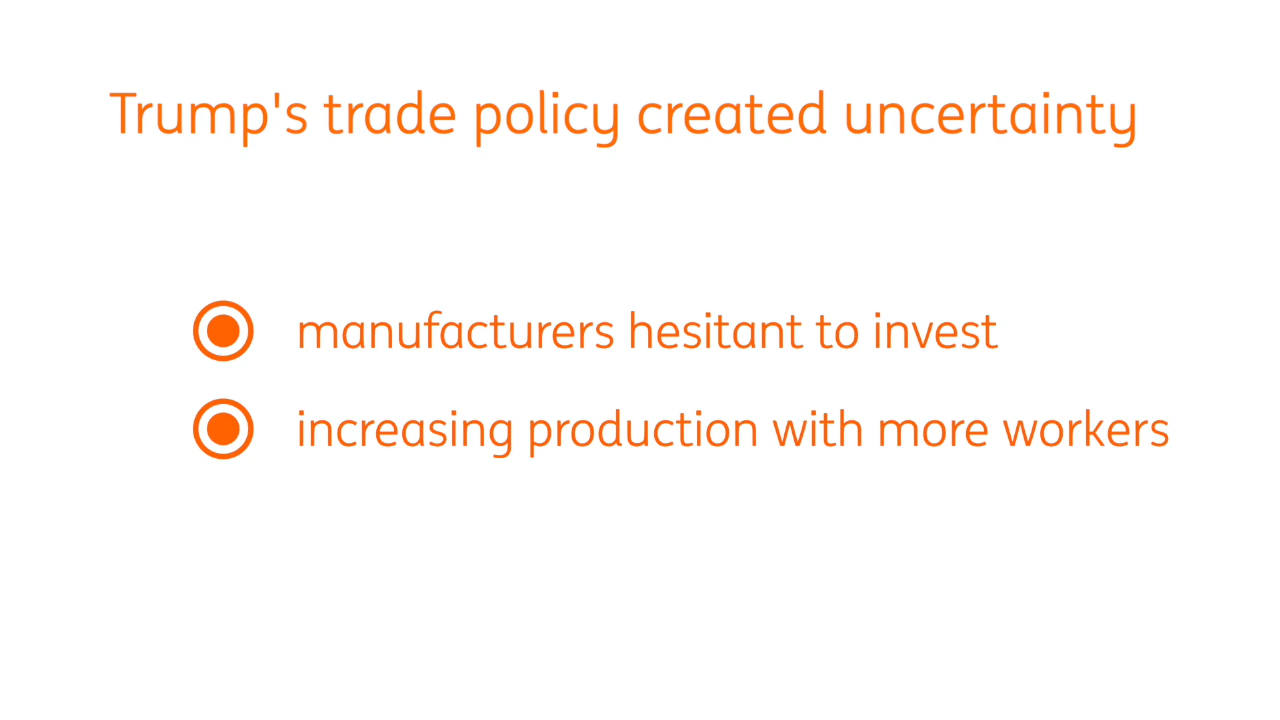 Trump's trade policy created uncertainty
manufacturers hesitant to invest
increasing production with more workers